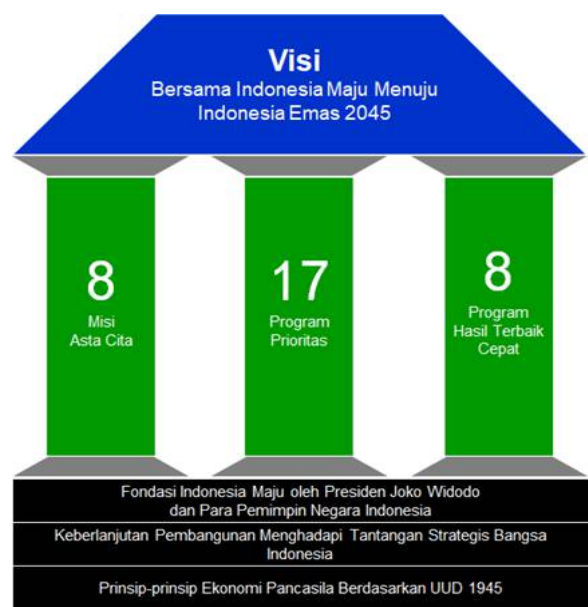 Visi
Bersama Indonesia Maju Menuju
Indonesia Emas 2045
8
Misi
Asta Cita
17
Program
Prioritas
8
Program
Hasil Terbaik
Cepat
Fondasi Indonesia Maju oleh Presiden Joko Widodo
dan Para Pemimpin Negara Indonesia
Keberlanjutan Pembangunan Menghadapi Tantangan Strategis Bangsa
Indonesia
Prinsip-prinsip Ekonomi Pancasila Berdasarkan UUD 1945